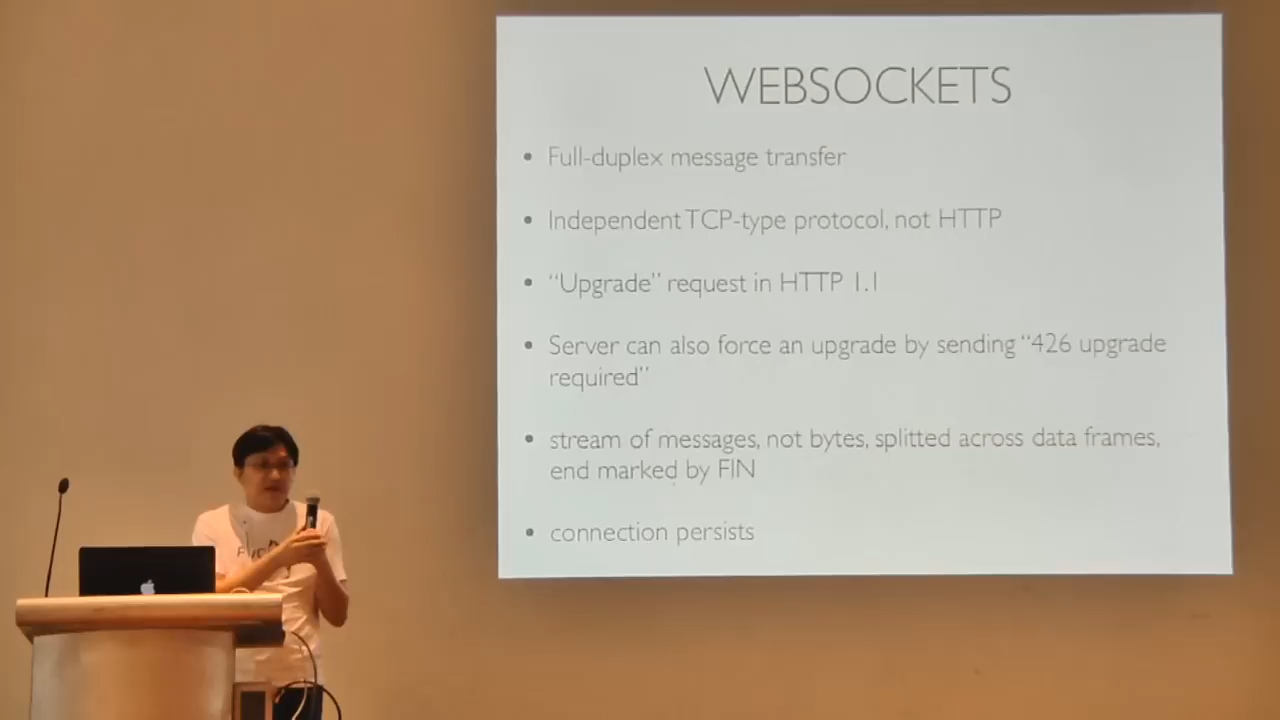 WEBSOCKETS
• Full-duplex message transfer
• Independent TCP-type protocol, not HTTP
• “Upgrade” request in HTTP 1.1
• Server can also force an upgrade by sending “426 upgrade
required”
• stream of messages, not bytes, splitted across data frames,
end marked by FIN
• connection persists